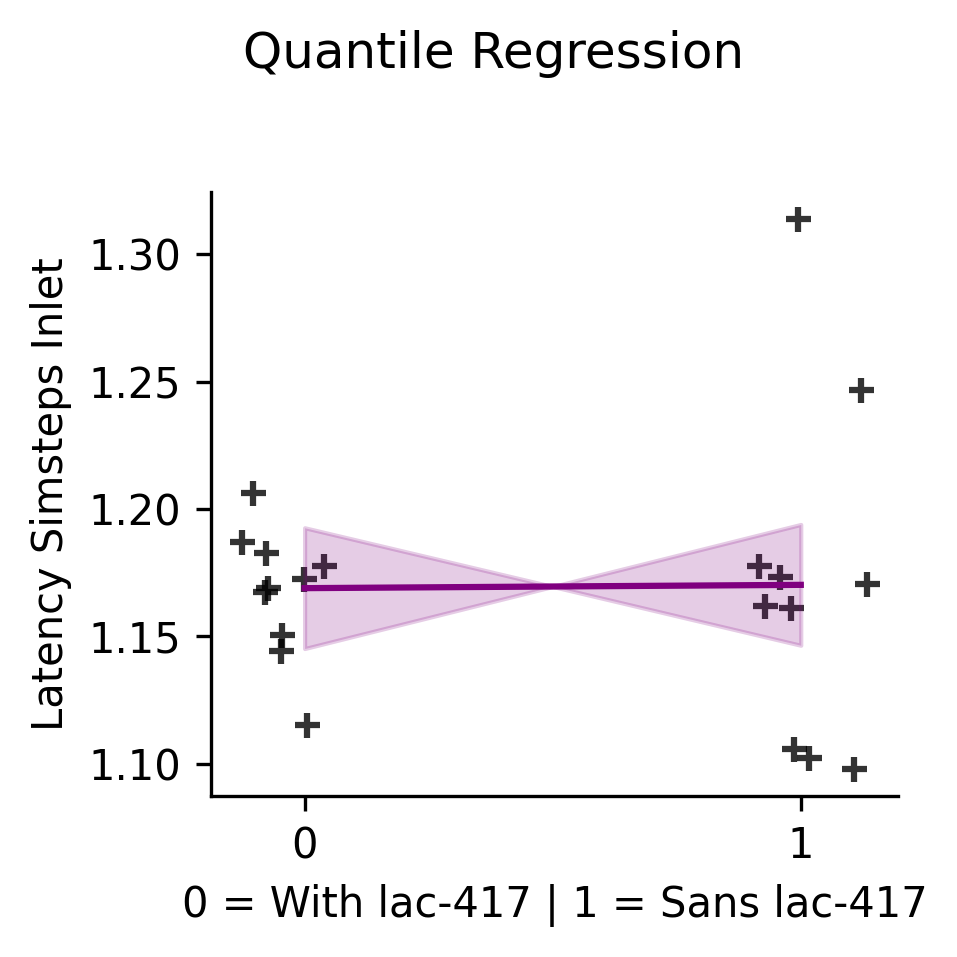 Quantile Regression
Latency Simsteps Inlet
1.30
1.25
1.20
1.15
1.10
0 1
0 = With lac-417 | 1 = Sans lac-417